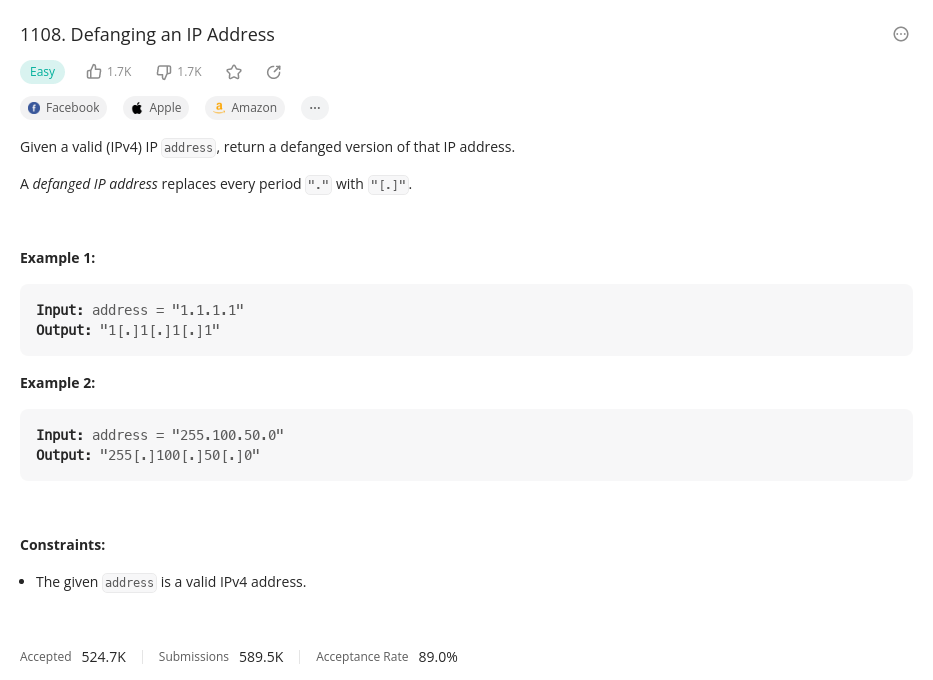 1108. Defanging an IP Address
Easy 1.7K 1.7K
Facebook Apple Amazon ...
Given a valid (IPv4) IP address, return a defanged version of that IP address.
A defanged IP address replaces every period "." with "[.]".
Example 1:
Input: address = "1.1.1.1"
Output: "1[.]1[.]1[.]1"
Example 2:
Input: address = "255.100.50.0"
Output: "255[.]100[.]50[.]0"
Constraints:
• The given address is a valid IPv4 address.
Accepted 524.7K Submissions 589.5K Acceptance Rate 89.0%